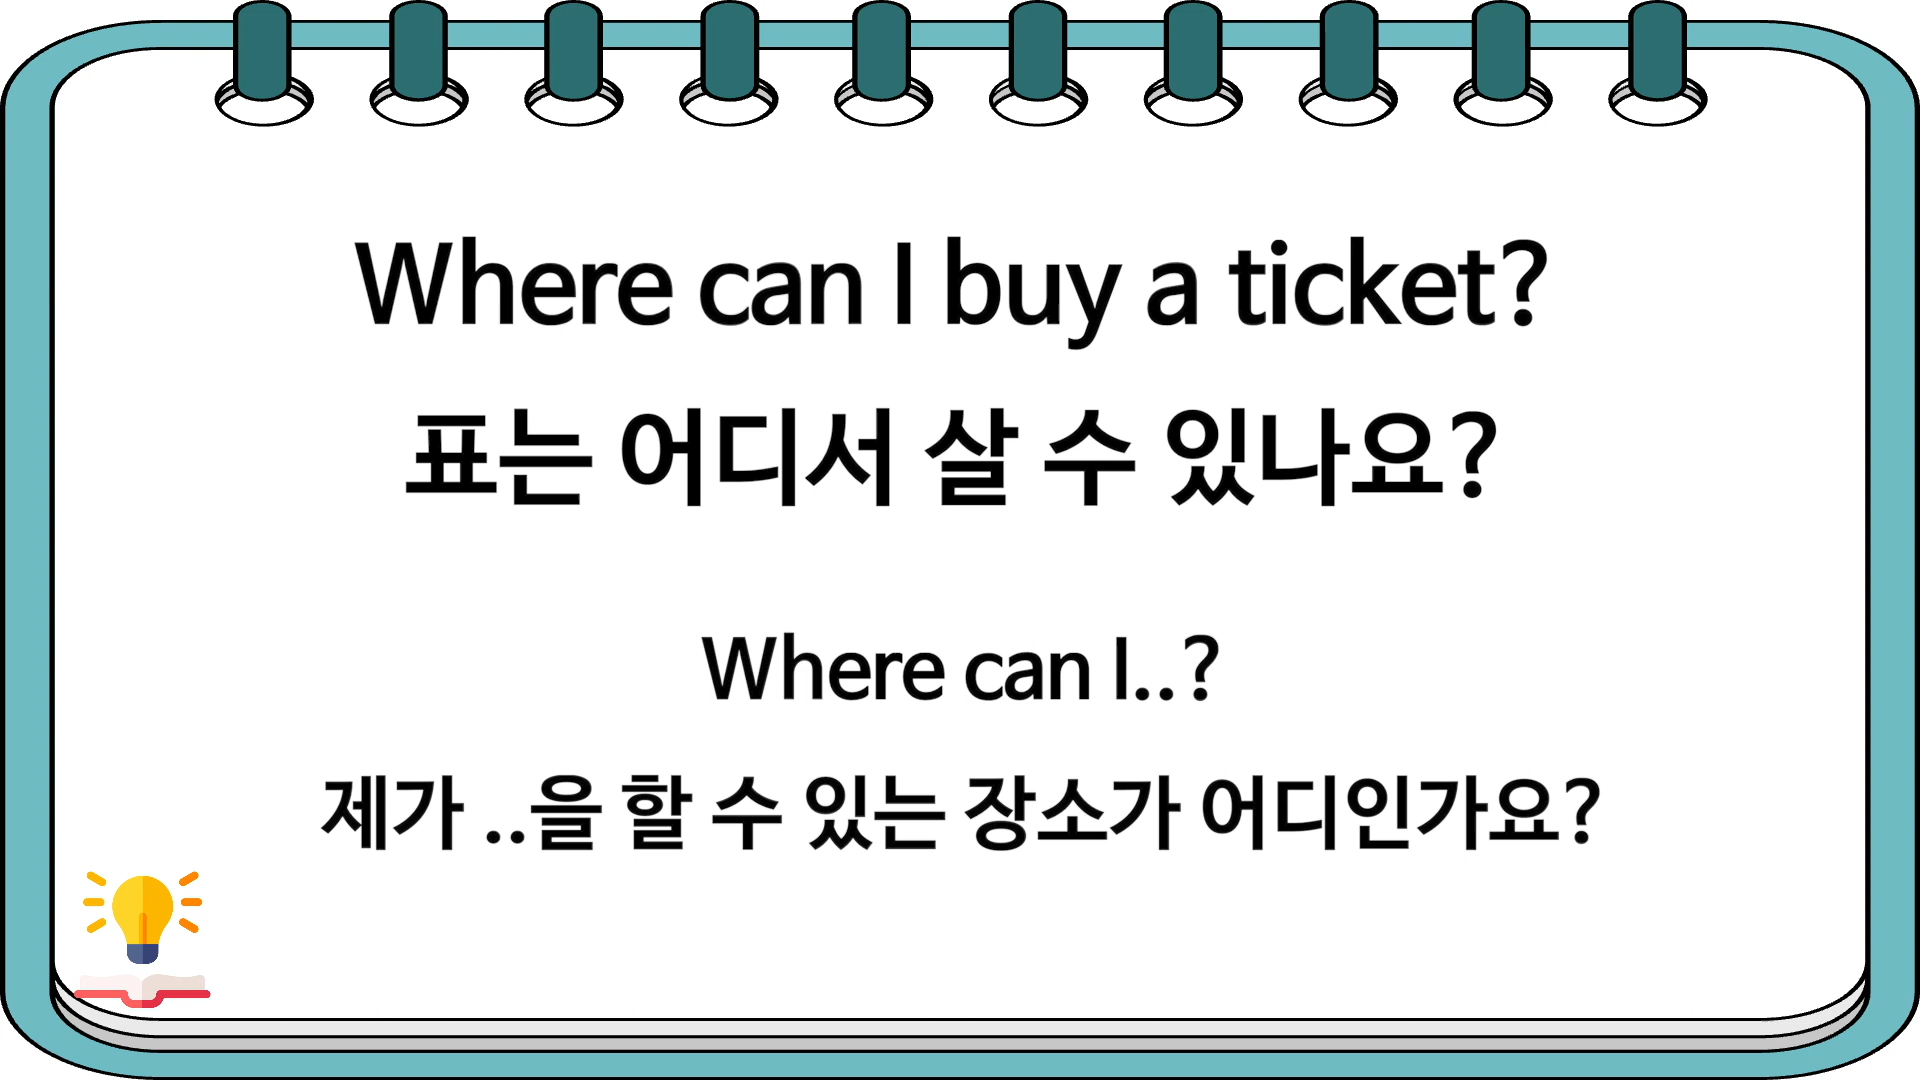 Where can I buy a ticket?
표는 어디서 살 수 있나요?
Where can I..?
제가 ..을 할 수 있는 장소가 어디인가요?